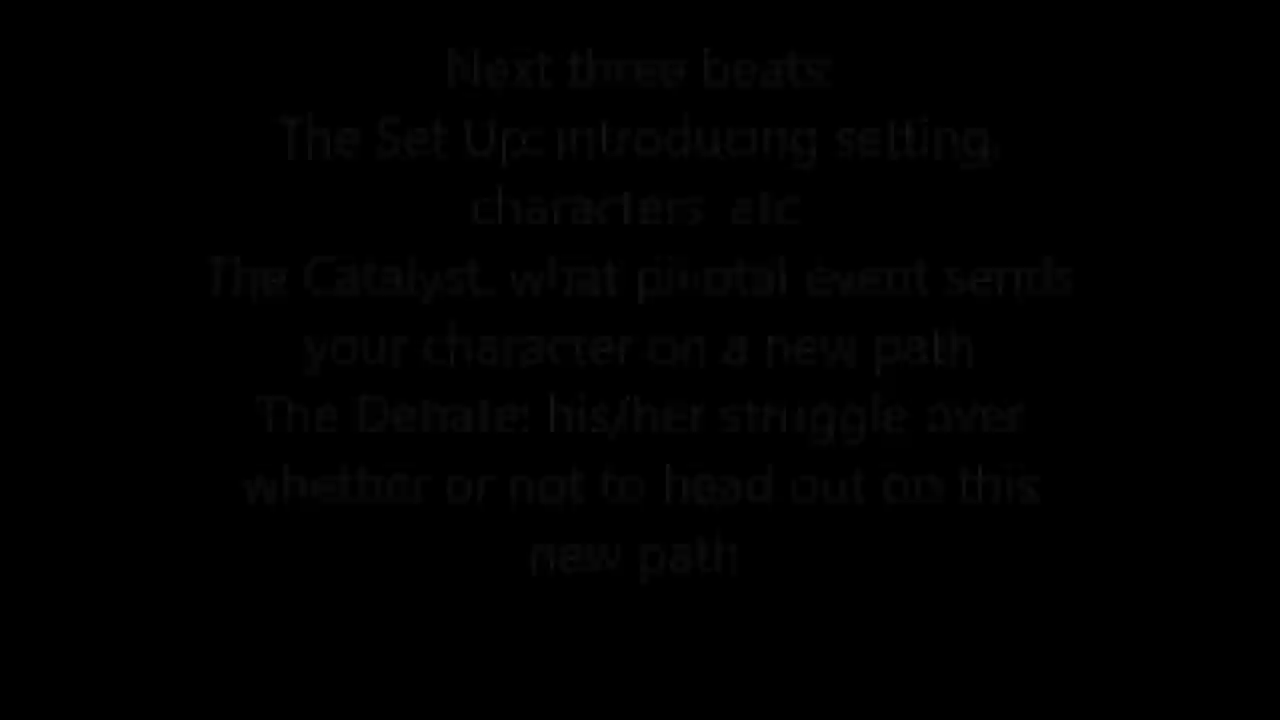 Next three beats:
The Set Up: introducing setting,
characters, etc
The Catalyst: what pivotal event sends
your character on a new path
The Debate: his/her struggle over
whether or not to head out on this
new path